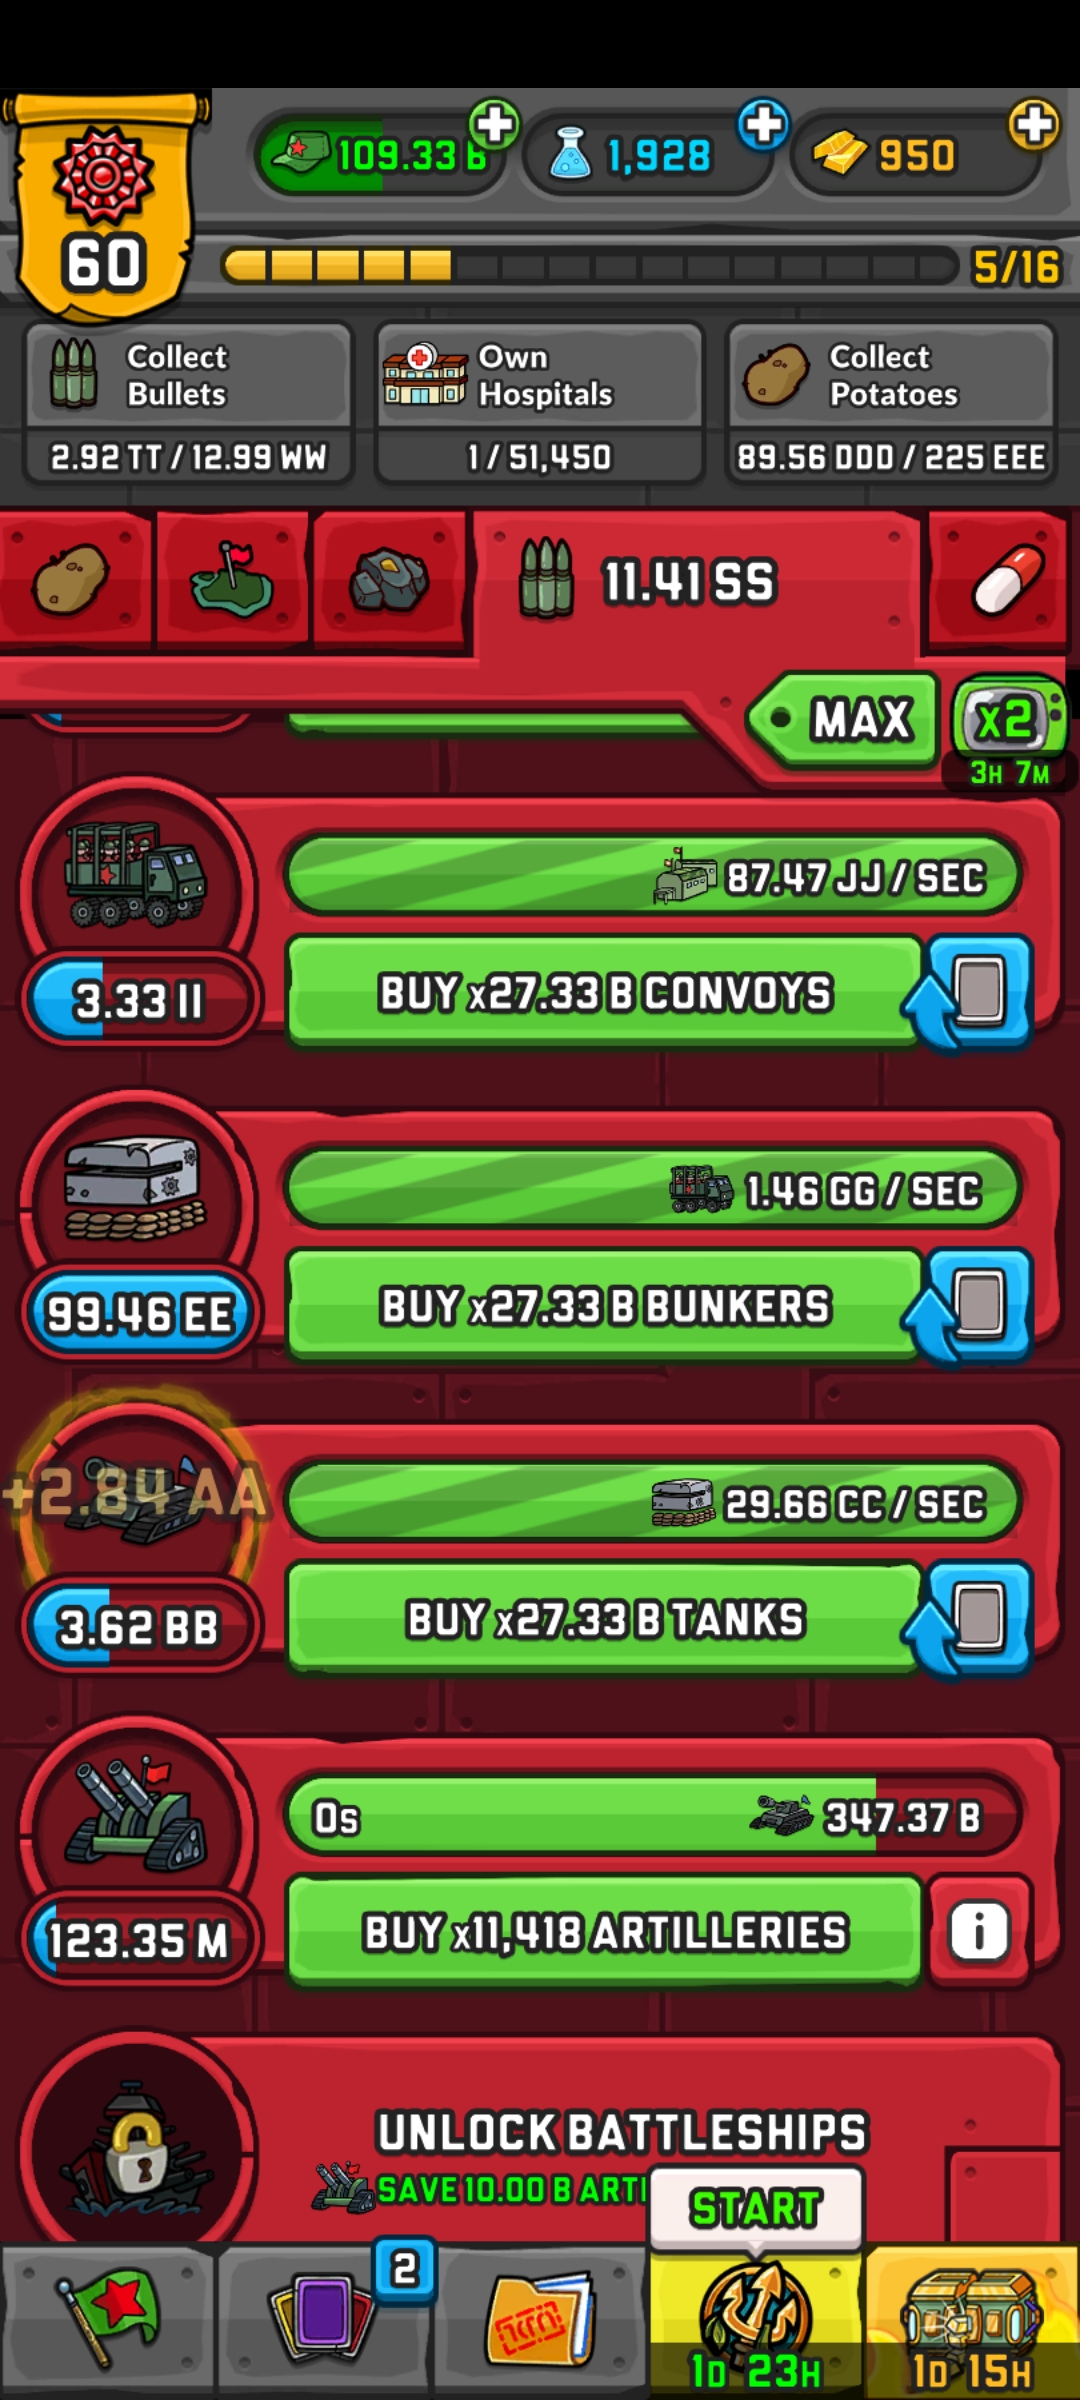 109.33 B
1,928
950
60
5/16
Collect
Bullets
Own
Hospitals
Collect
Potatoes
2.92 TT / 12.99 WW
1 / 51,450
89.56 DDD / 225 EEE
11.41 SS
MAX
x2
3H 7M
87.47 JJ / SEC
3.33 II
BUY x27.33 B CONVOYS
1.46 GG / SEC
99.46 EE
BUY x27.33 B BUNKERS
+2.84 AA
29.66 CC / SEC
3.62 BB
BUY x27.33 B TANKS
0s
347.37 B
123.35 M
BUY x11,418 ARTILLERIES
i
UNLOCK BATTLESHIPS
SAVE 10.00 B ARTI
START
2
1D 23H
1D 15H